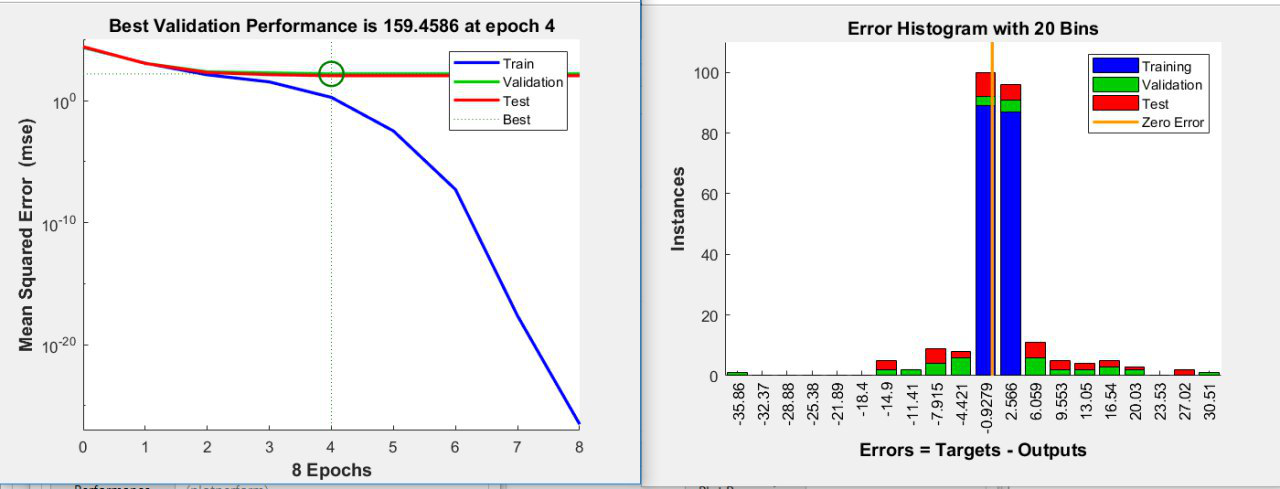 Best Validation Performance is 159.4586 at epoch 4
Train
Validation
Test
Best
Mean Squared Error (mse)
10^0
10^-10
10^-20
0 1 2 3 4 5 6 7 8
8 Epochs
Error Histogram with 20 Bins
Training
Validation
Test
Zero Error
Instances
100
80
60
40
20
0
-35.86 -32.37 -28.88 -25.38 -21.89 -18.4 -14.9 -11.41 -7.915 -4.421 -0.9279 2.566 6.059 9.553 13.05 16.54 20.03 23.53 27.02 30.51
Errors = Targets - Outputs